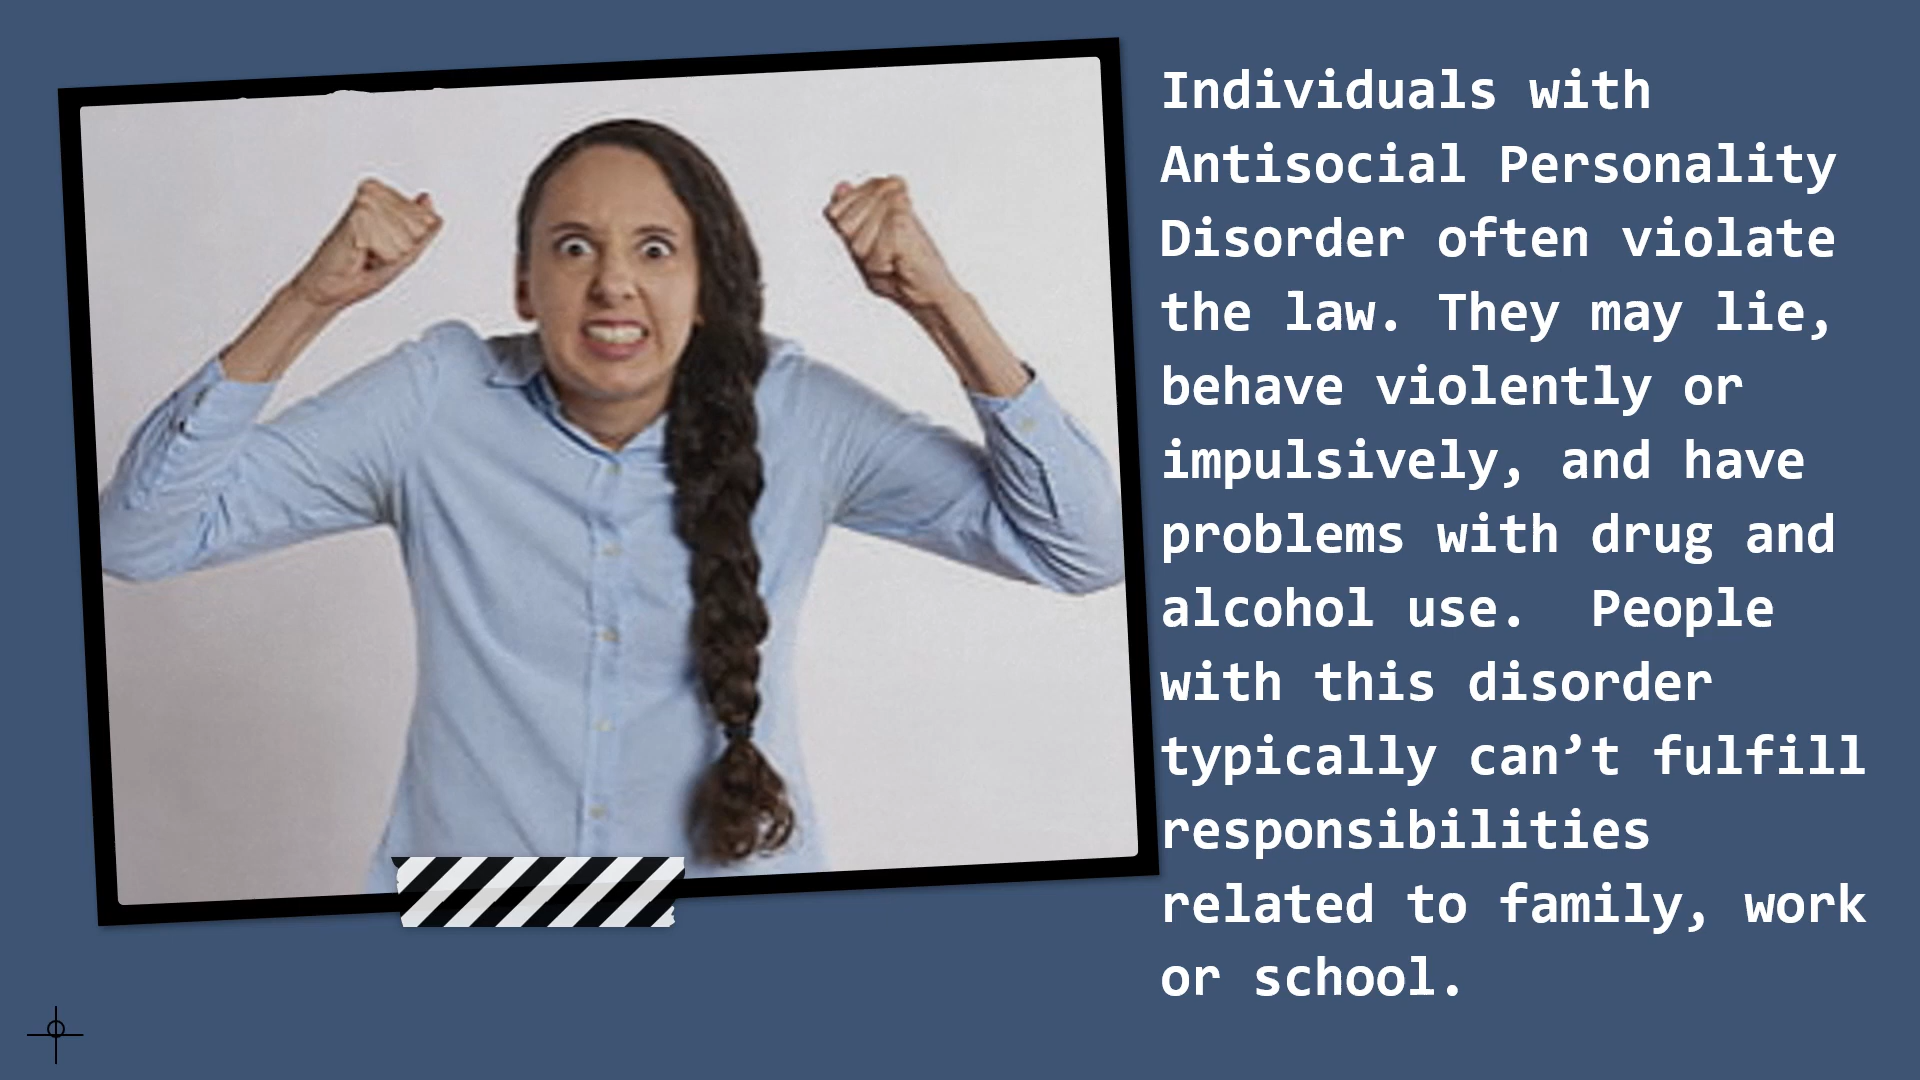 Individuals with
Antisocial Personality
Disorder often violate
the law. They may lie,
behave violently or
impulsively, and have
problems with drug and
alcohol use.  People
with this disorder
typically can’t fulfill
responsibilities
related to family, work
or school.